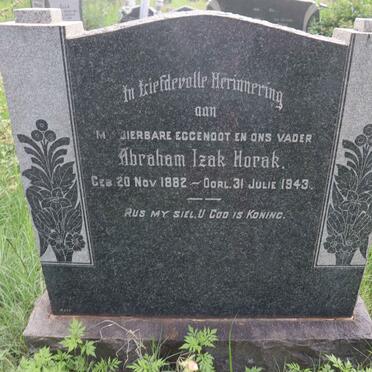 In Liefdevolle Herinnering
aan
M DIERBARE EGGENOOT EN ONS VADER
Abraham Izak Horak.
GEB. 20 NOV 1882 – OORL. 31 JULIE 1943.
RUS MY SIEL, U GOD IS KONING.